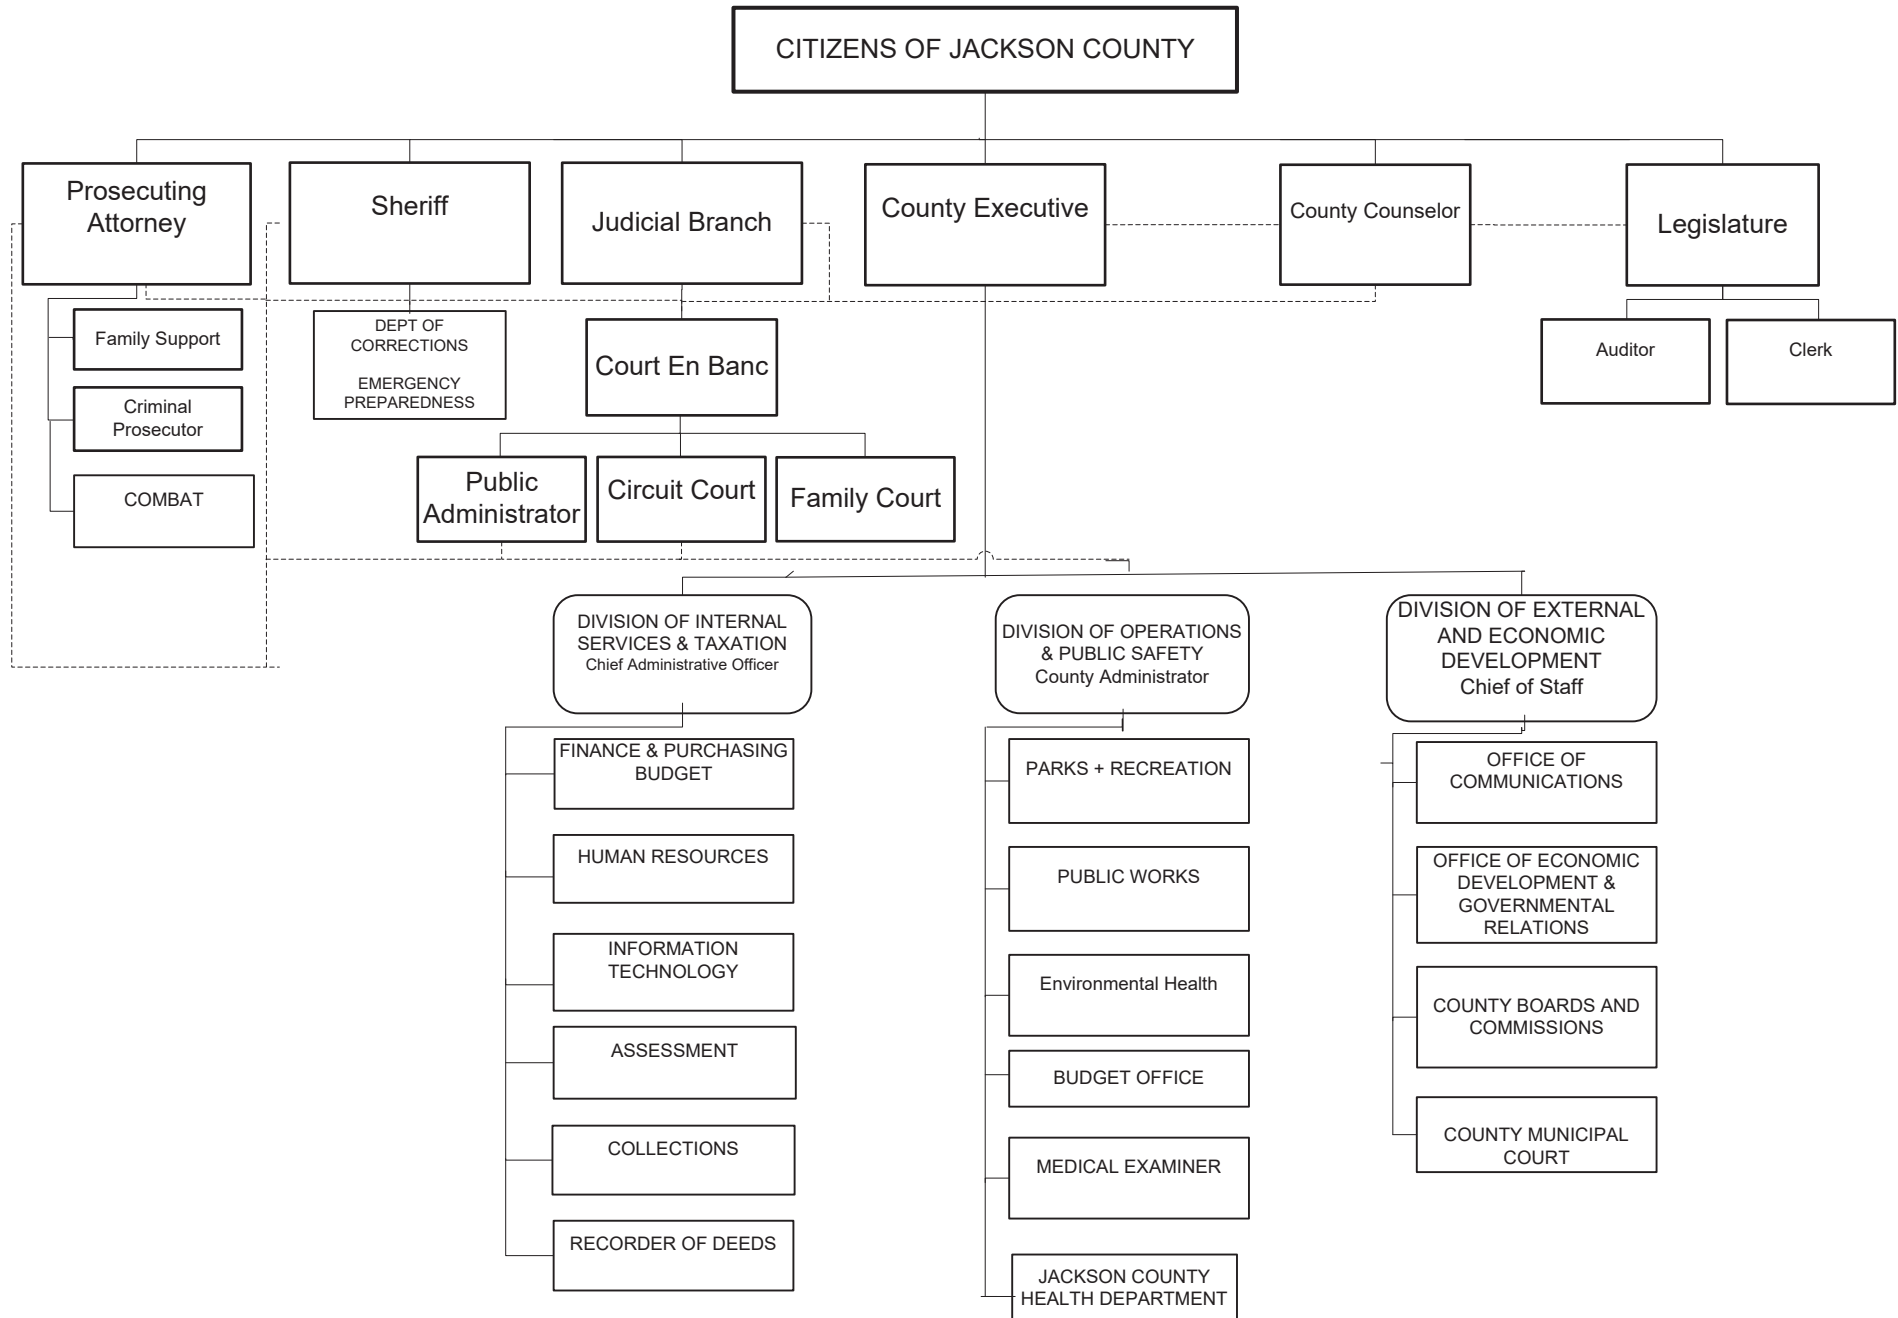 CITIZENS OF JACKSON COUNTY
Prosecuting
Attorney
Sheriff
Judicial Branch
County Executive
County Counselor
Legislature
Family Support
Criminal
Prosecutor
COMBAT
DEPT OF
CORRECTIONS
EMERGENCY
PREPAREDNESS
Court En Banc
Public
Administrator
Circuit Court
Family Court
Auditor
Clerk
DIVISION OF INTERNAL
SERVICES & TAXATION
Chief Administrative Officer
FINANCE & PURCHASING
BUDGET
HUMAN RESOURCES
INFORMATION
TECHNOLOGY
ASSESSMENT
COLLECTIONS
RECORDER OF DEEDS
DIVISION OF OPERATIONS
& PUBLIC SAFETY
County Administrator
PARKS + RECREATION
PUBLIC WORKS
Environmental Health
BUDGET OFFICE
MEDICAL EXAMINER
JACKSON COUNTY
HEALTH DEPARTMENT
DIVISION OF EXTERNAL
AND ECONOMIC
DEVELOPMENT
Chief of Staff
OFFICE OF
COMMUNICATIONS
OFFICE OF ECONOMIC
DEVELOPMENT &
GOVERNMENTAL
RELATIONS
COUNTY BOARDS AND
COMMISSIONS
COUNTY MUNICIPAL
COURT